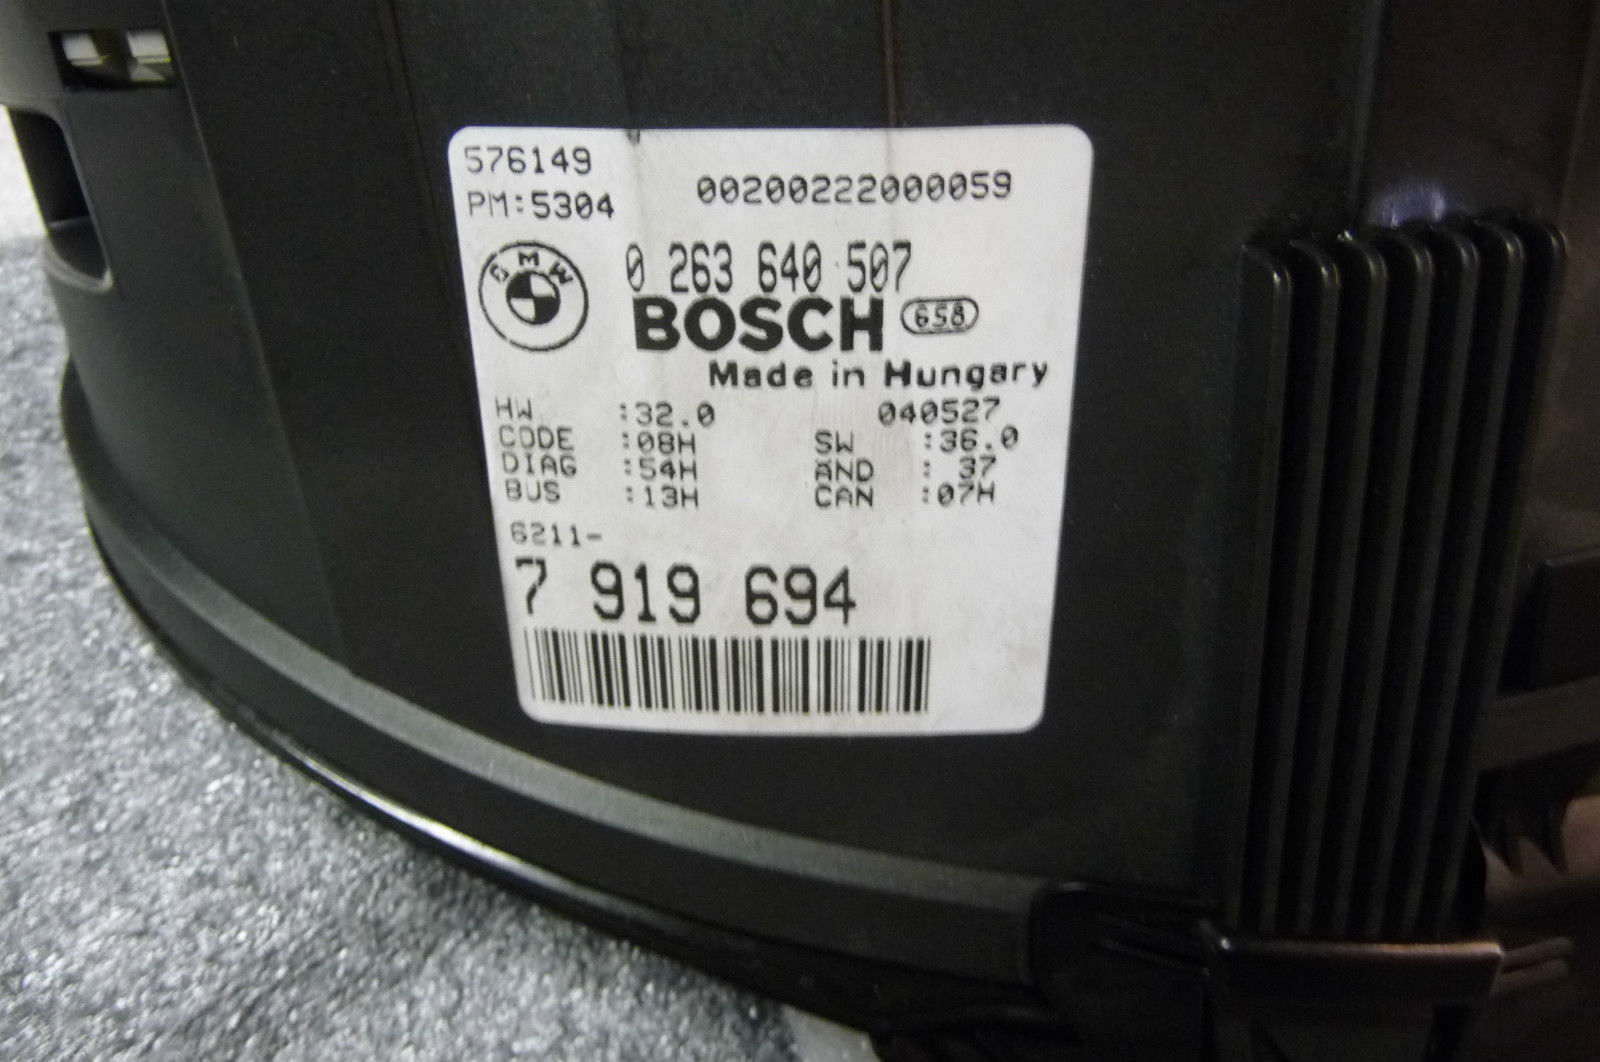 576149
PM:5304
00200222000059
BMW
0 263 640 507
BOSCH 658
Made in Hungary
HW :32.0 040527
CODE :08H SW :36.0
DIAG :54H AND : 37
BUS :13H CAN :07H
6211-
7 919 694